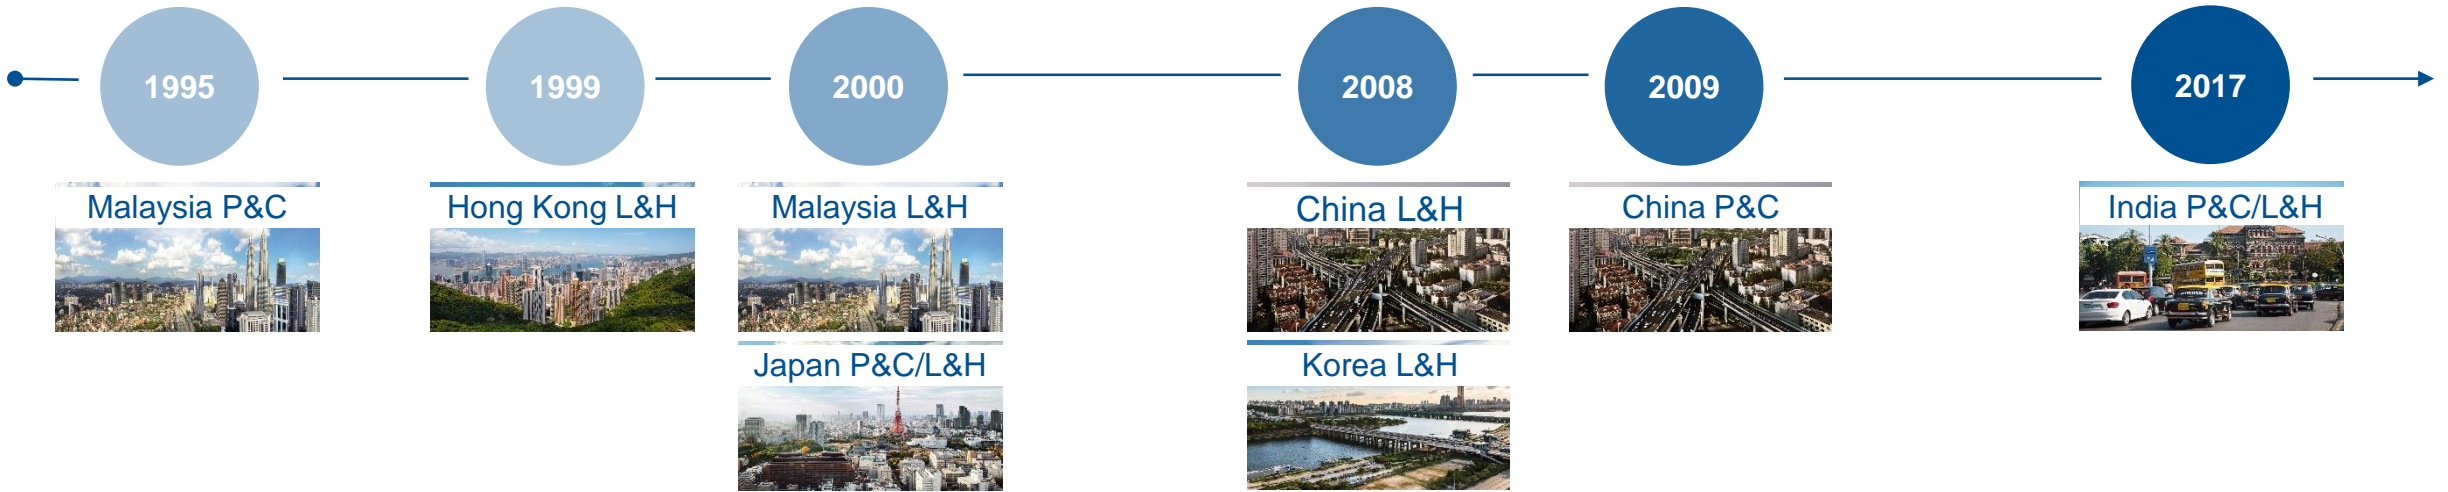 1995
1999
2000
2008
2009
2017
Malaysia P&C
Hong Kong L&H
Malaysia L&H
China L&H
China P&C
India P&C/L&H
Japan P&C/L&H
Korea L&H